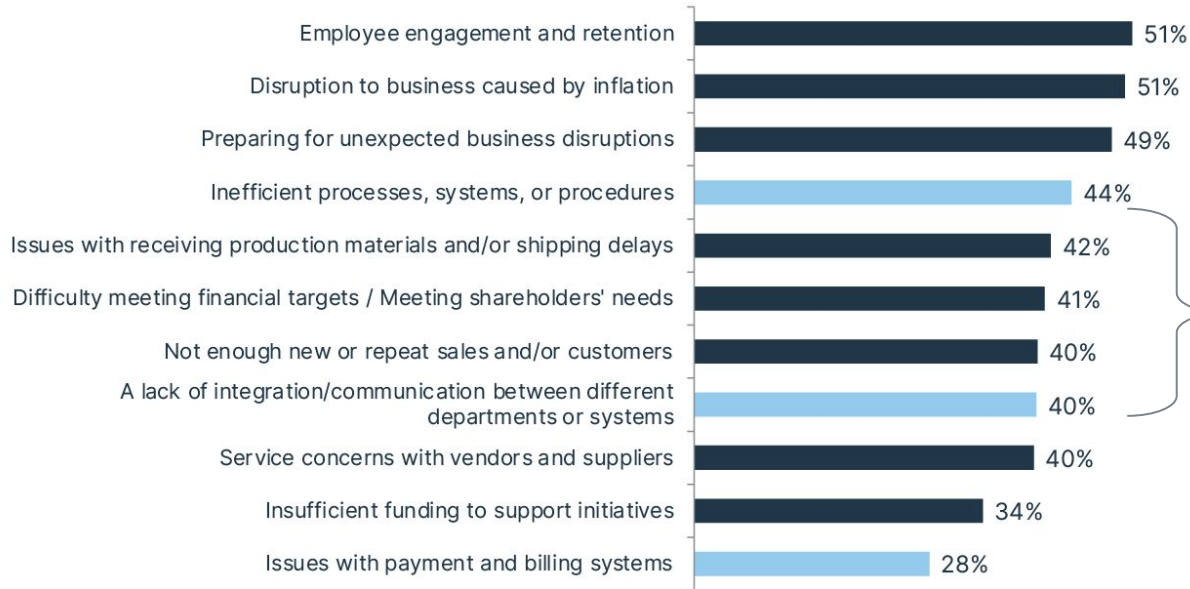 Employee engagement and retention 51%
Disruption to business caused by inflation 51%
Preparing for unexpected business disruptions 49%
Inefficient processes, systems, or procedures 44%
Issues with receiving production materials and/or shipping delays 42%
Difficulty meeting financial targets / Meeting shareholders' needs 41%
Not enough new or repeat sales and/or customers 40%
A lack of integration/communication between different
departments or systems 40%
Service concerns with vendors and suppliers 40%
Insufficient funding to support initiatives 34%
Issues with payment and billing systems 28%